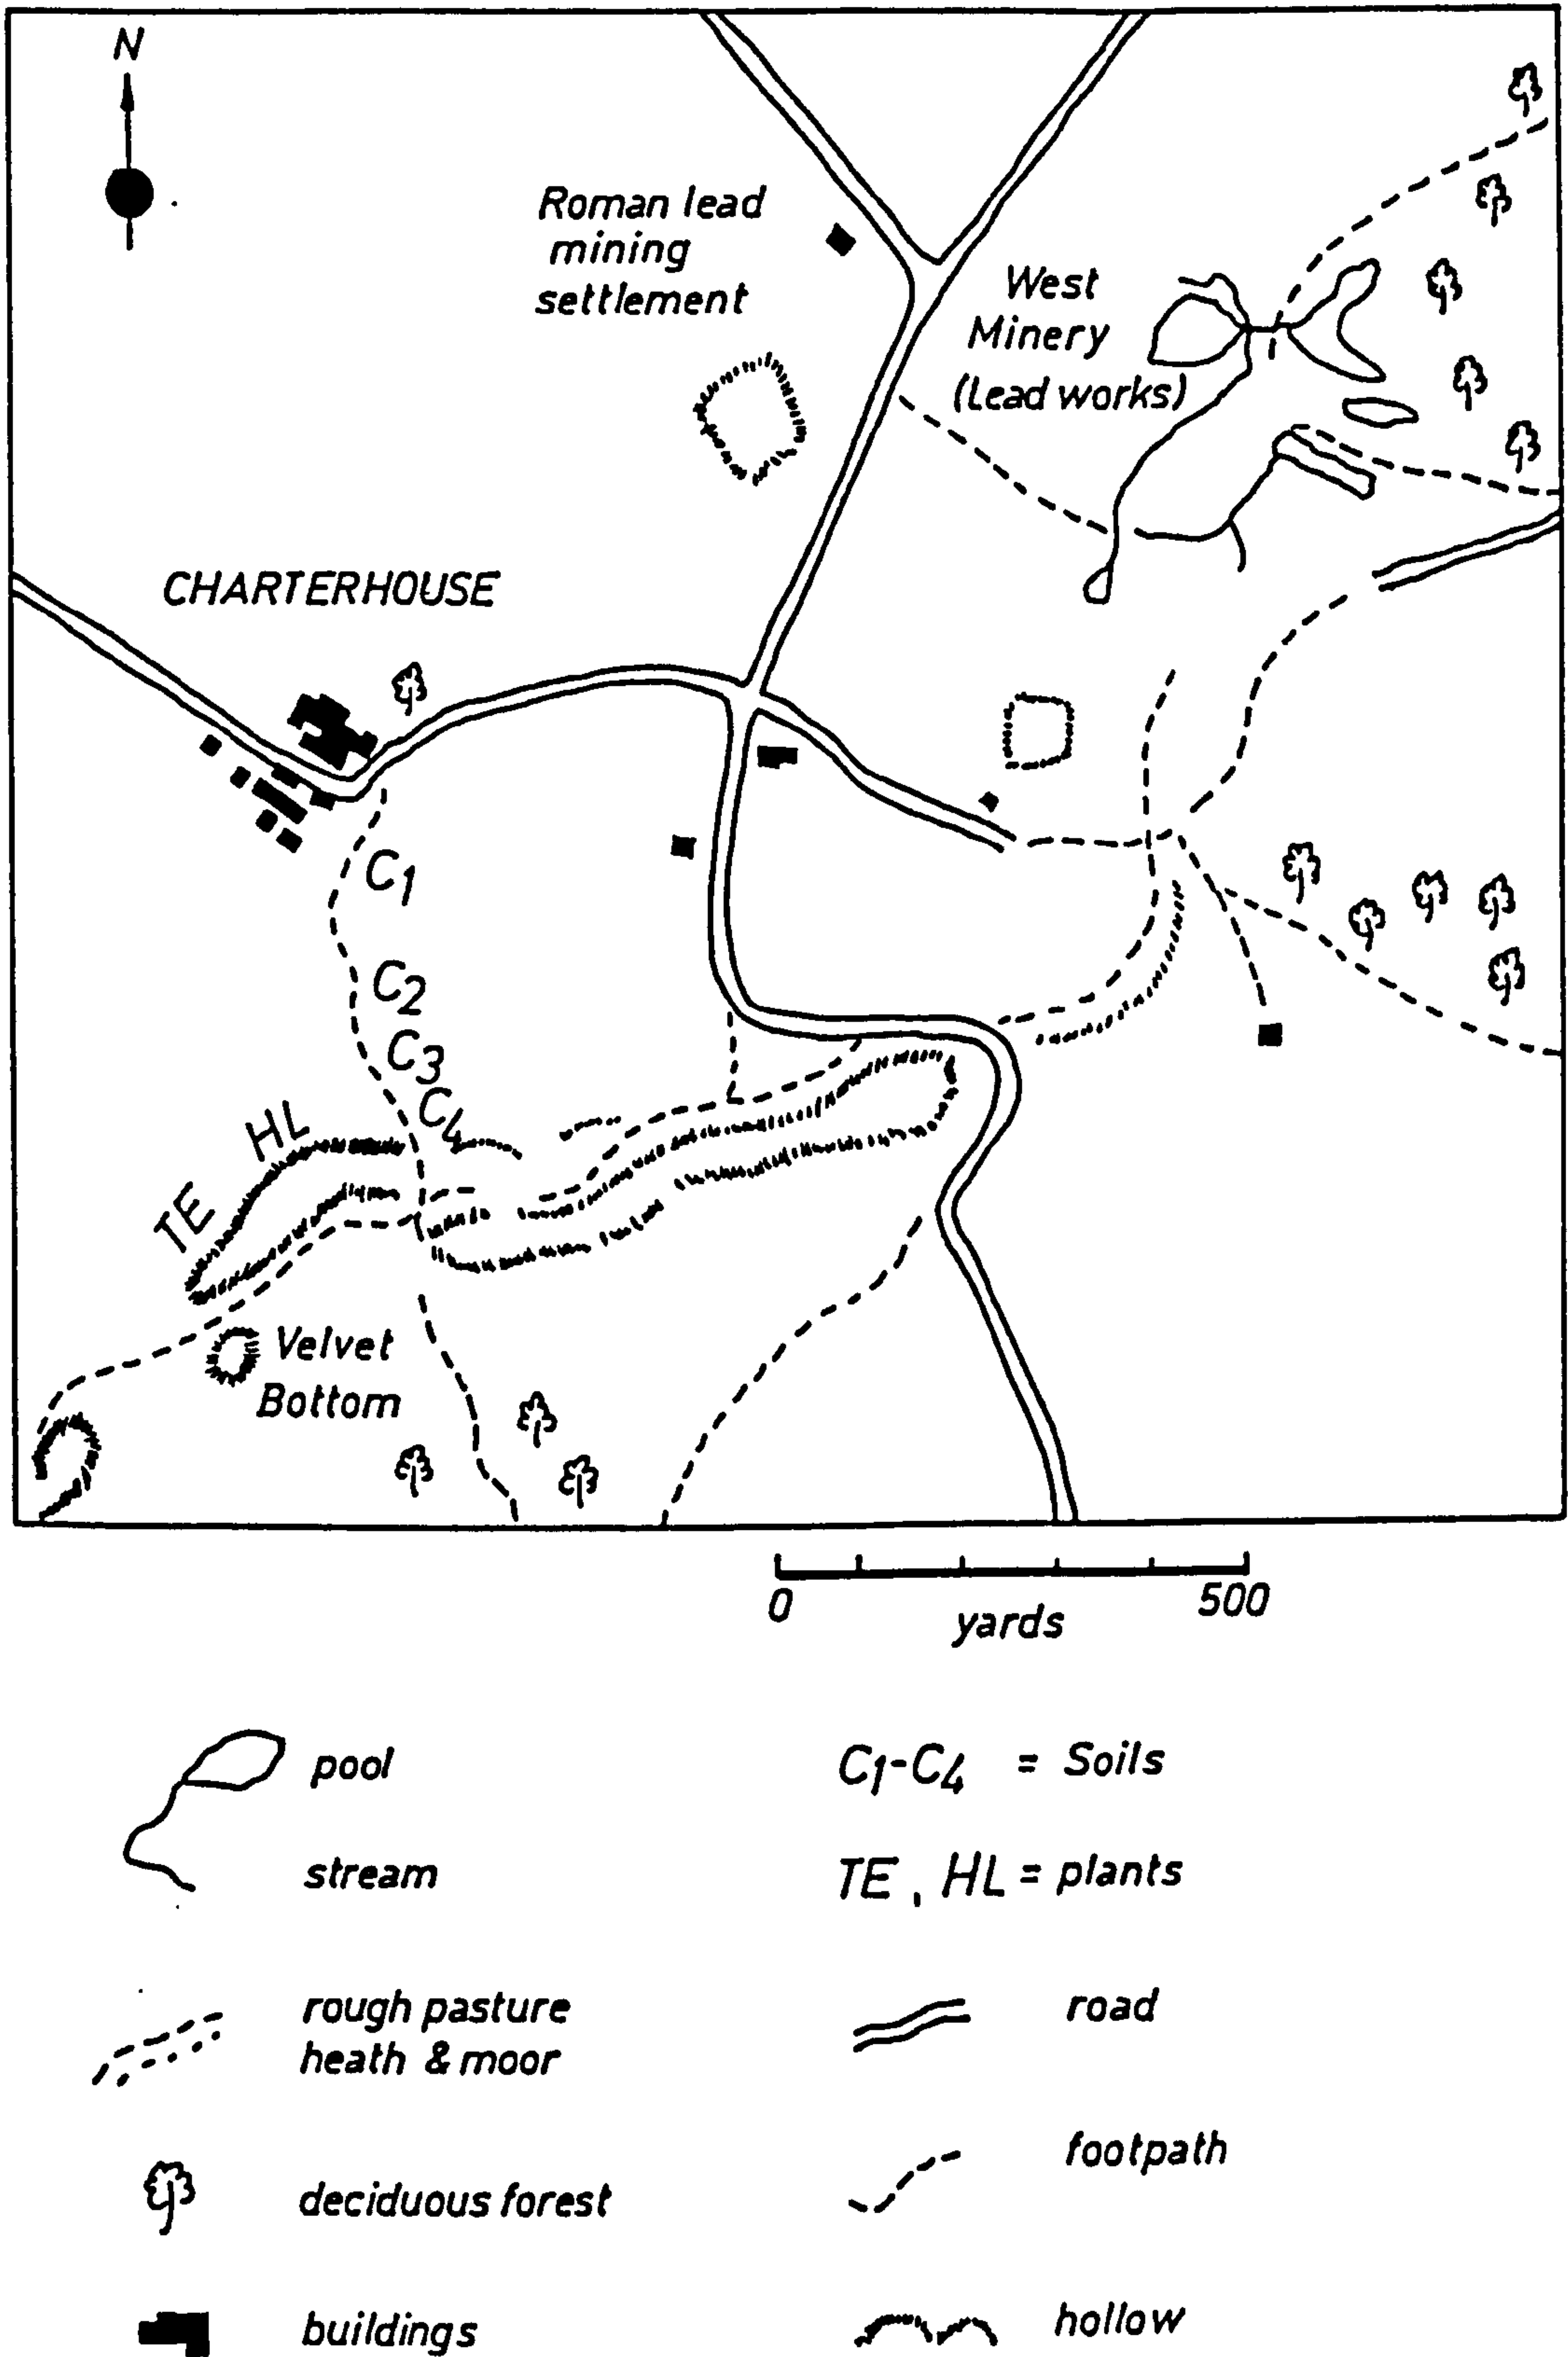 N
Roman lead
mining
settlement
West
Minery
(Lead works)
CHARTERHOUSE
C1
C2
C3
C4
HL
TE
Velvet
Bottom
0 500
yards
pool
stream
rough pasture
heath & moor
deciduous forest
buildings
C1-C4 = Soils
TE, HL = plants
road
footpath
hollow